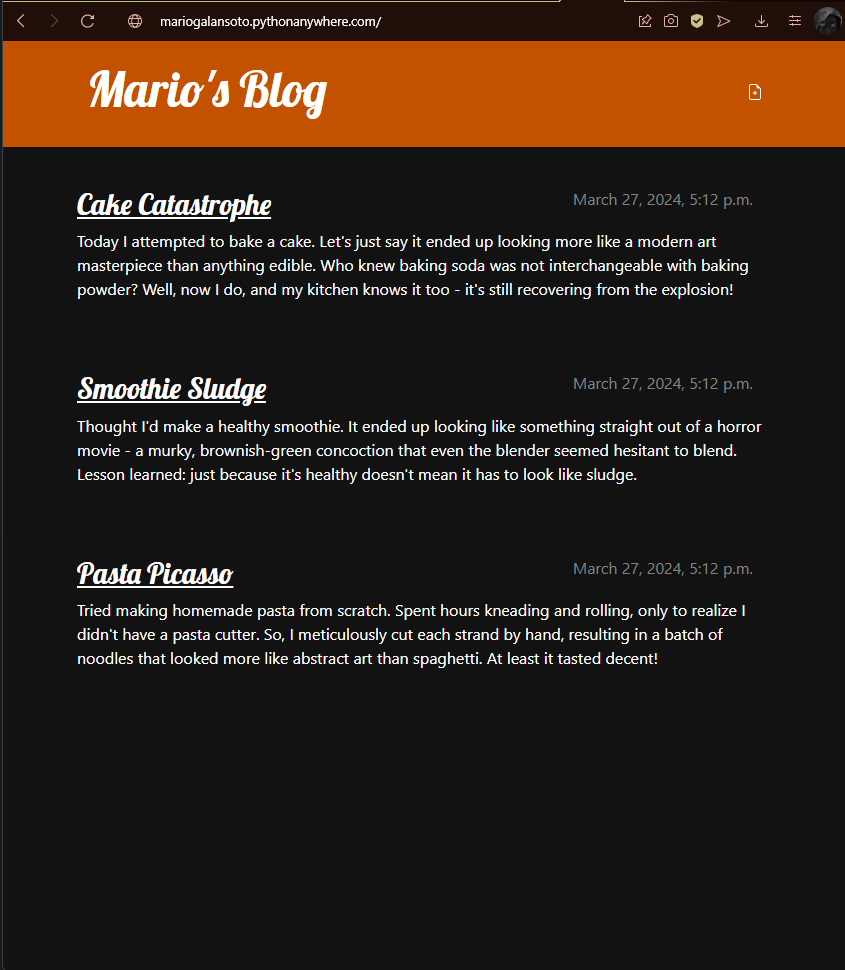 mariogalansoto.pythonanywhere.com/
Mario's Blog
Cake Catastrophe
March 27, 2024, 5:12 p.m.
Today I attempted to bake a cake. Let's just say it ended up looking more like a modern art
masterpiece than anything edible. Who knew baking soda was not interchangeable with baking
powder? Well, now I do, and my kitchen knows it too - it's still recovering from the explosion!
Smoothie Sludge
March 27, 2024, 5:12 p.m.
Thought I'd make a healthy smoothie. It ended up looking like something straight out of a horror
movie - a murky, brownish-green concoction that even the blender seemed hesitant to blend.
Lesson learned: just because it's healthy doesn't mean it has to look like sludge.
Pasta Picasso
March 27, 2024, 5:12 p.m.
Tried making homemade pasta from scratch. Spent hours kneading and rolling, only to realize I
didn't have a pasta cutter. So, I meticulously cut each strand by hand, resulting in a batch of
noodles that looked more like abstract art than spaghetti. At least it tasted decent!